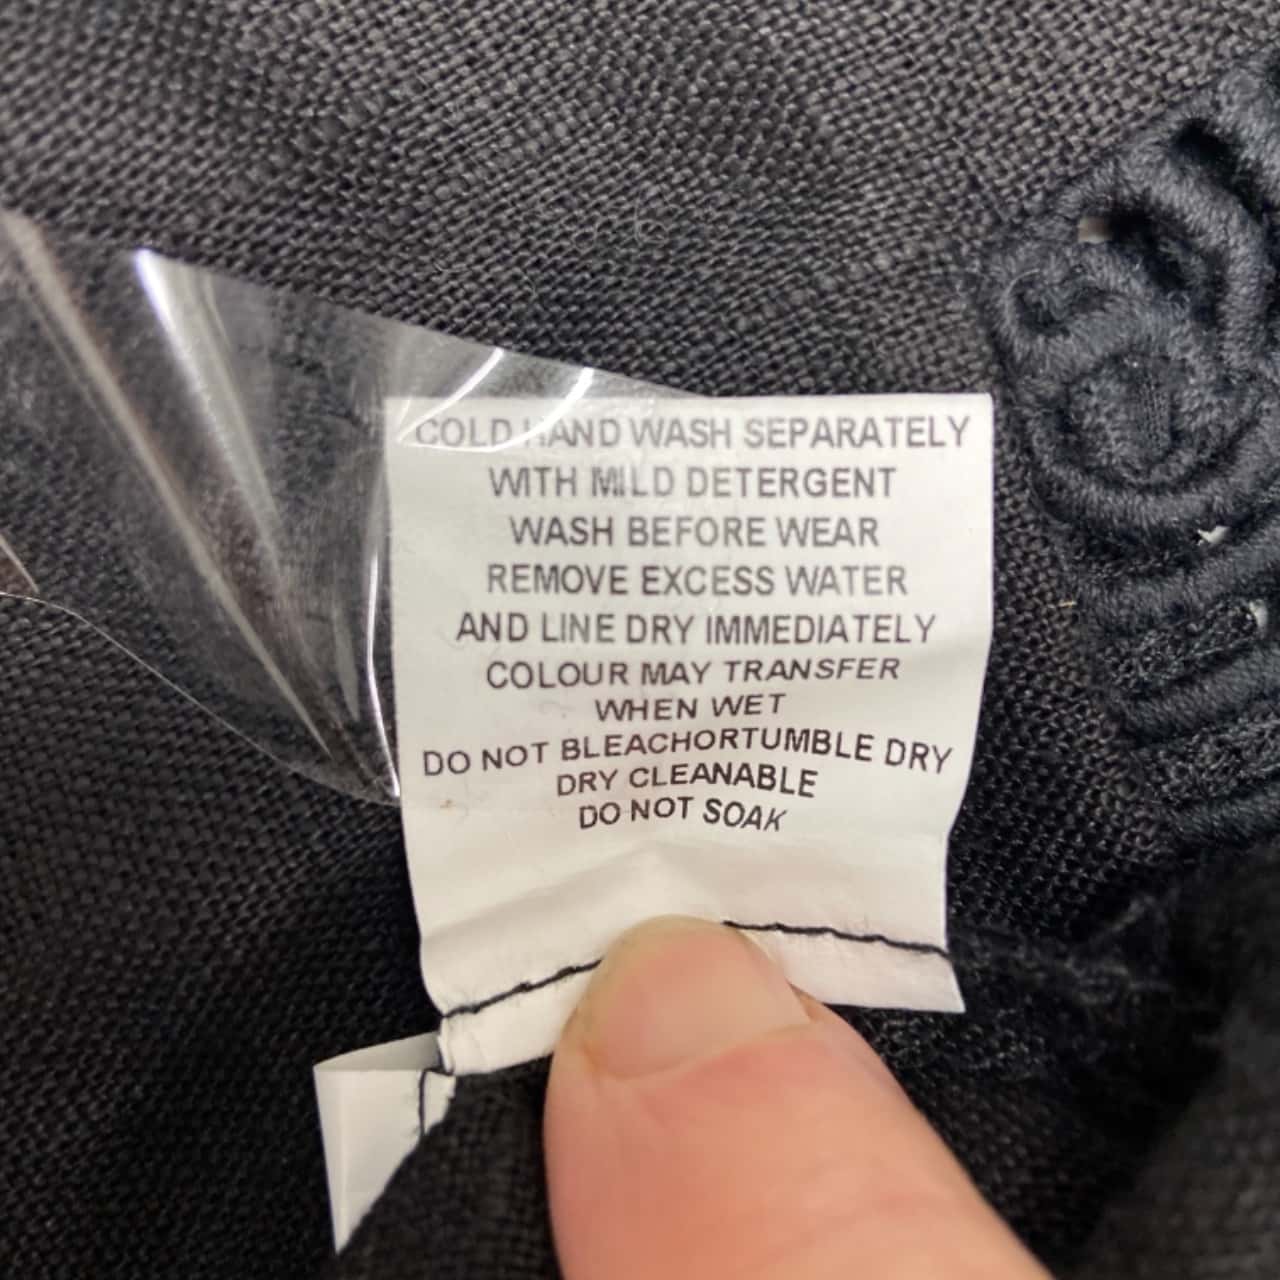 COLD HAND WASH SEPARATELY
WITH MILD DETERGENT
WASH BEFORE WEAR
REMOVE EXCESS WATER
AND LINE DRY IMMEDIATELY
COLOUR MAY TRANSFER
WHEN WET
DO NOT BLEACHORTUMBLE DRY
DRY CLEANABLE
DO NOT SOAK